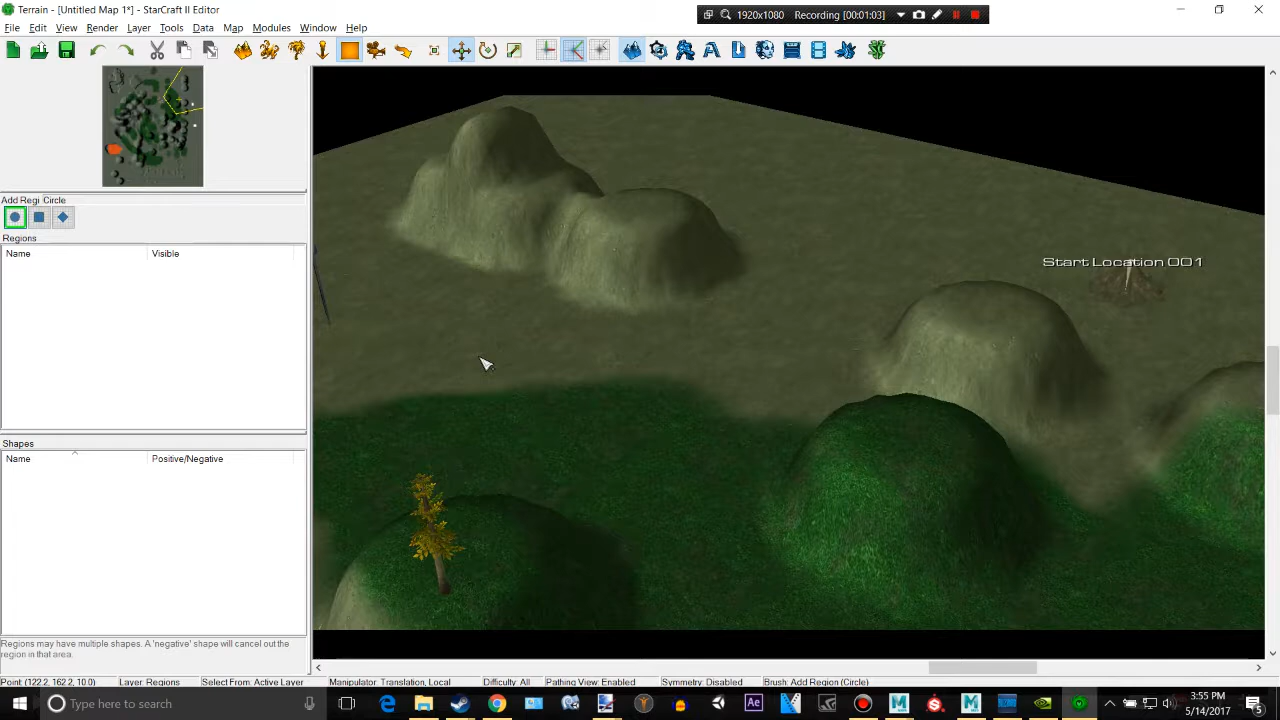 Terrain - [Untitled Map 1*] - StarCraft II Editor
1920x1080 Recording [00:01:03]
File Edit View Render Layer Tools Data Map Modules Window Help
Add Regi Circle
Regions
Name Visible
Start Location 001
Shapes
Name Positive/Negative
Regions may have multiple shapes. A 'negative' shape will cancel out the
region in that area.
Point: (122.2, 162.2, 10.0) Layer: Regions Select From: Active Layer Manipulator: Translation, Local Difficulty: All Pathing View: Enabled Symmetry: Disabled Brush: Add Region (Circle)
Type here to search
Ae
3:55 PM
5/14/2017
5